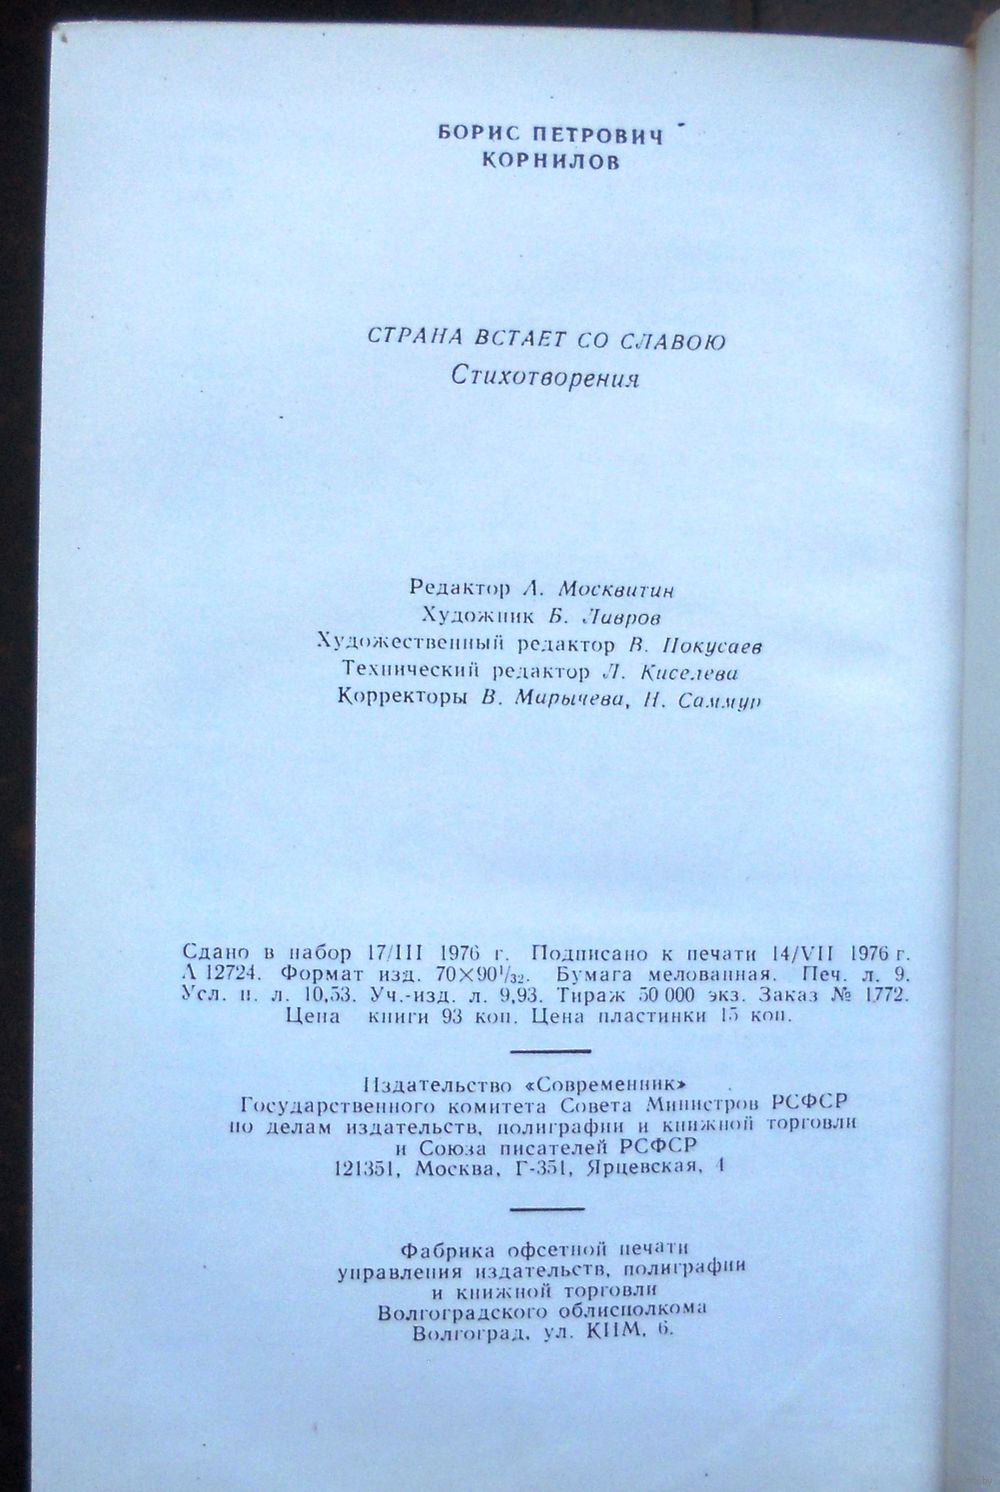 БОРИС ПЕТРОВИЧ
КОРНИЛОВ
СТРАНА ВСТАЕТ СО СЛАВОЮ
Стихотворения
Редактор Л. Москвитин
Художник Б. Лавров
Художественный редактор В. Покусаев
Технический редактор Л. Киселева
Корректоры В. Мирычева, Н. Саммур
Сдано в набор 17/III 1976 г. Подписано к печати 14/VII 1976 г.
А 12724. Формат изд. 70×90¹/₃₂. Бумага мелованная. Печ. л. 9.
Усл. п. л. 10,53. Уч.-изд. л. 9,93. Тираж 50 000 экз. Заказ № 1772.
Цена книги 93 коп. Цена пластинки 15 коп.
Издательство «Современник»
Государственного комитета Совета Министров РСФСР
по делам издательств, полиграфии и книжной торговли
и Союза писателей РСФСР
121351, Москва, Г-351, Ярцевская, 4
Фабрика офсетной печати
управления издательств, полиграфии
и книжной торговли
Волгоградского облисполкома
Волгоград, ул. КИМ, 6.